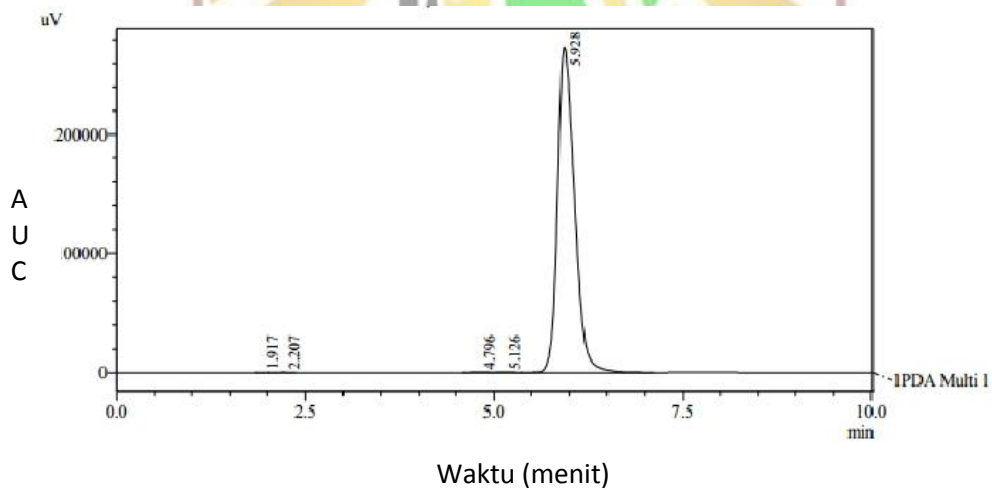 uV
5.928
200000
A
U
C
00000
1.917
2.207
4.796
5.126
0
1PDA Multi 1
0.0 2.5 5.0 7.5 10.0
min
Waktu (menit)